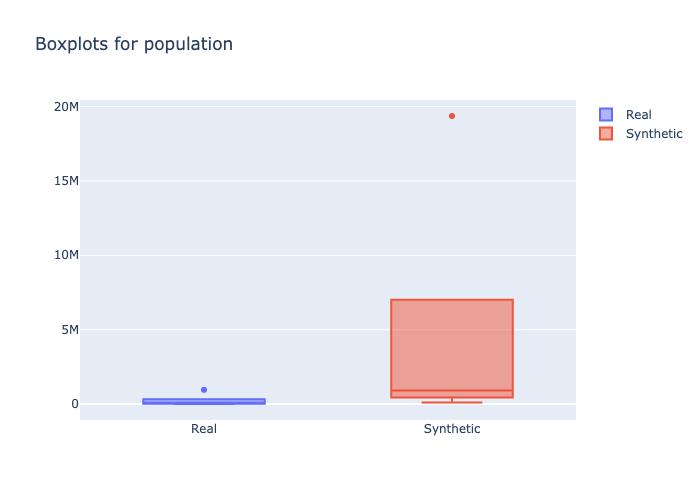 Boxplots for population
20M
15M
10M
5M
0
Real
Synthetic
Real
Synthetic